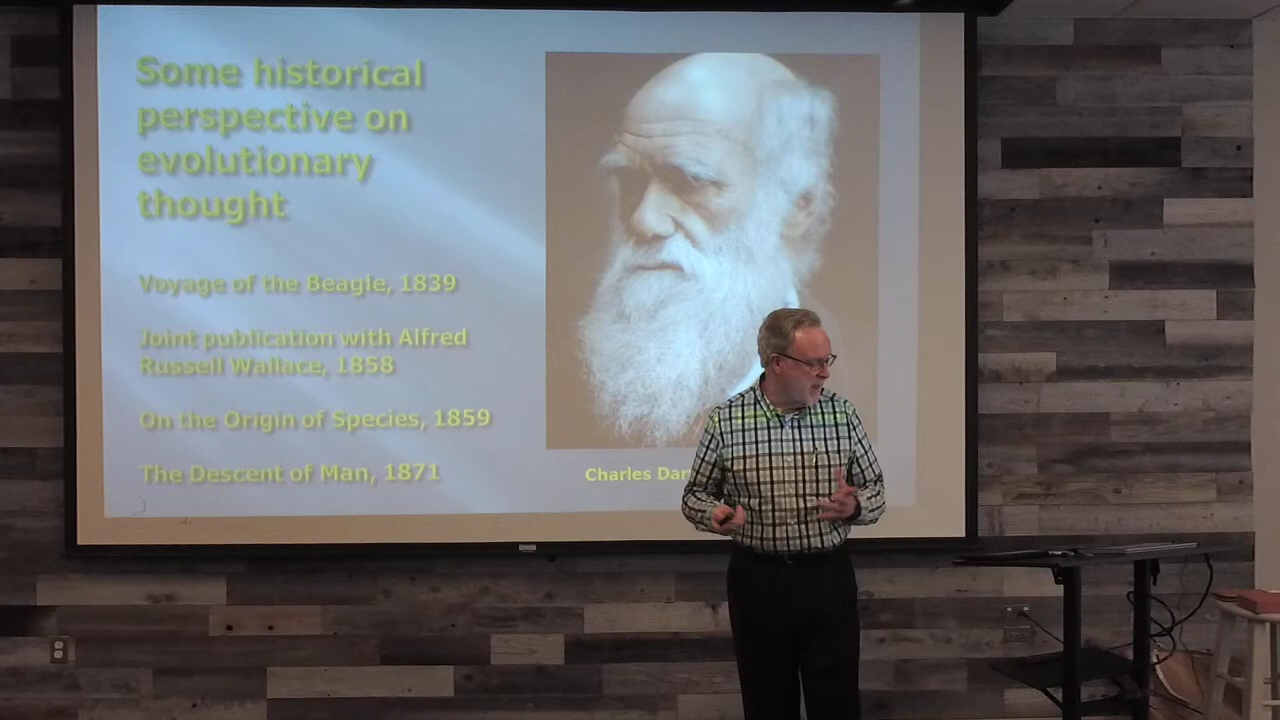 Some historical
perspective on
evolutionary
thought
Voyage of the Beagle, 1839
Joint publication with Alfred
Russell Wallace, 1858
On the Origin of Species, 1859
The Descent of Man, 1871
Charles Dar